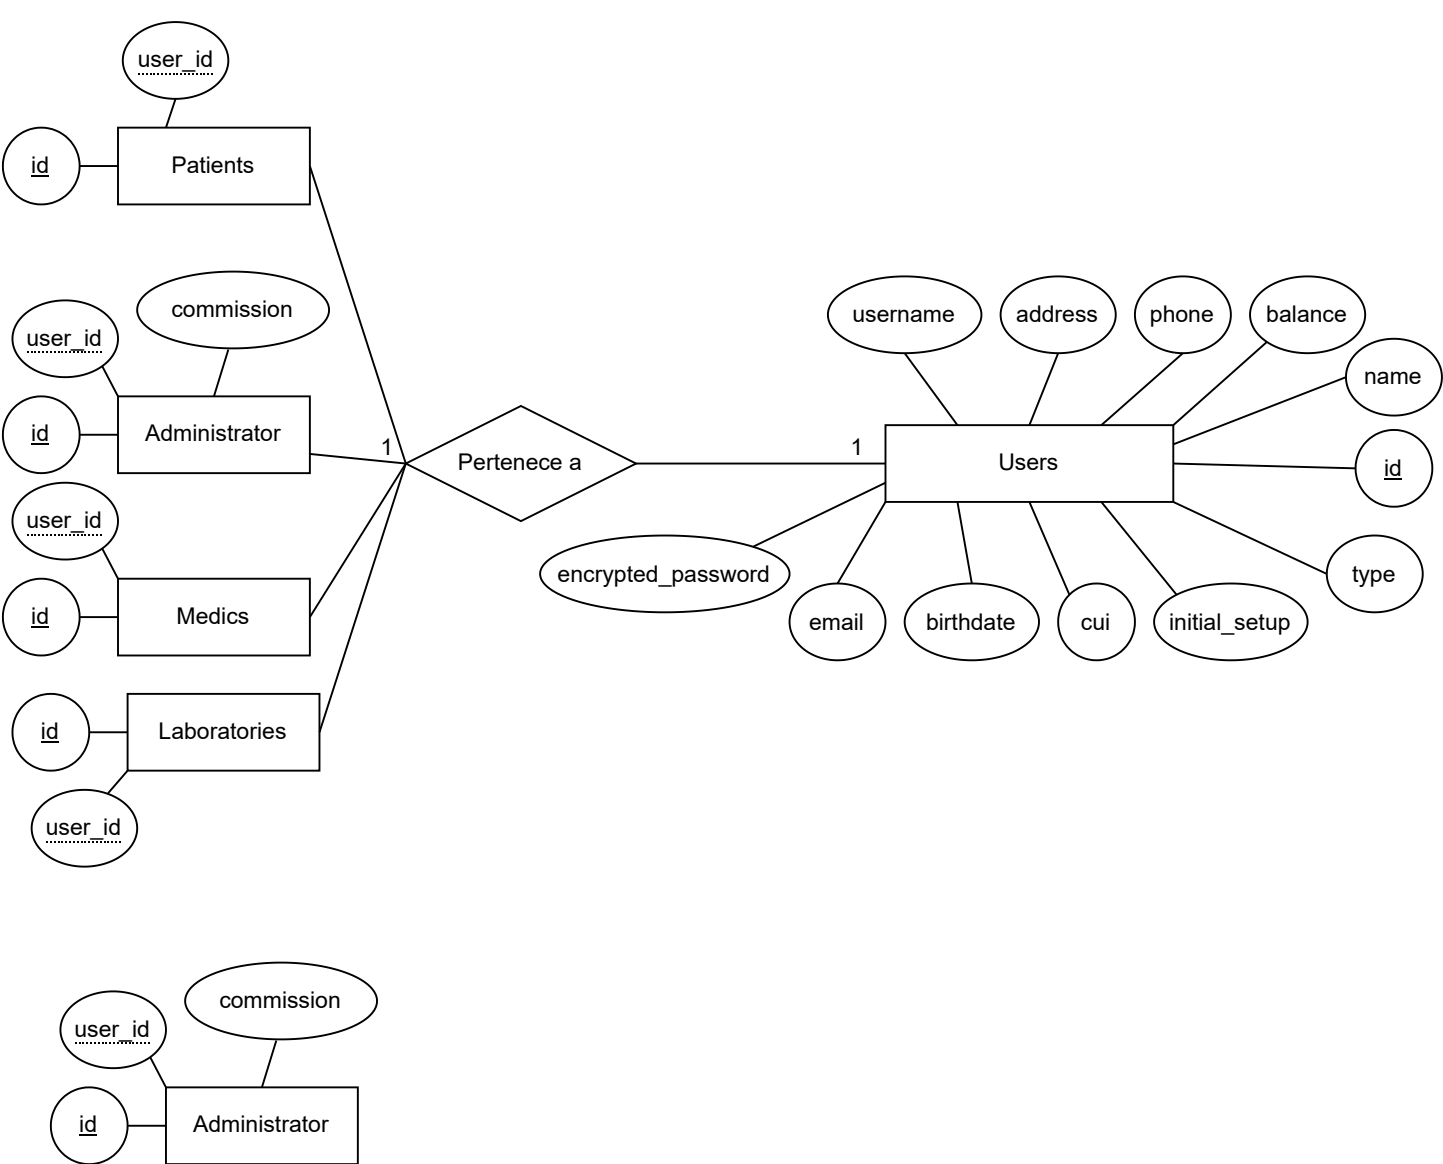 user_id
id
Patients
commission
user_id
id
Administrator
user_id
id
Medics
id
Laboratories
user_id
1
Pertenece a
1
username
address
phone
balance
name
Users
id
type
encrypted_password
email
birthdate
cui
initial_setup
commission
user_id
id
Administrator